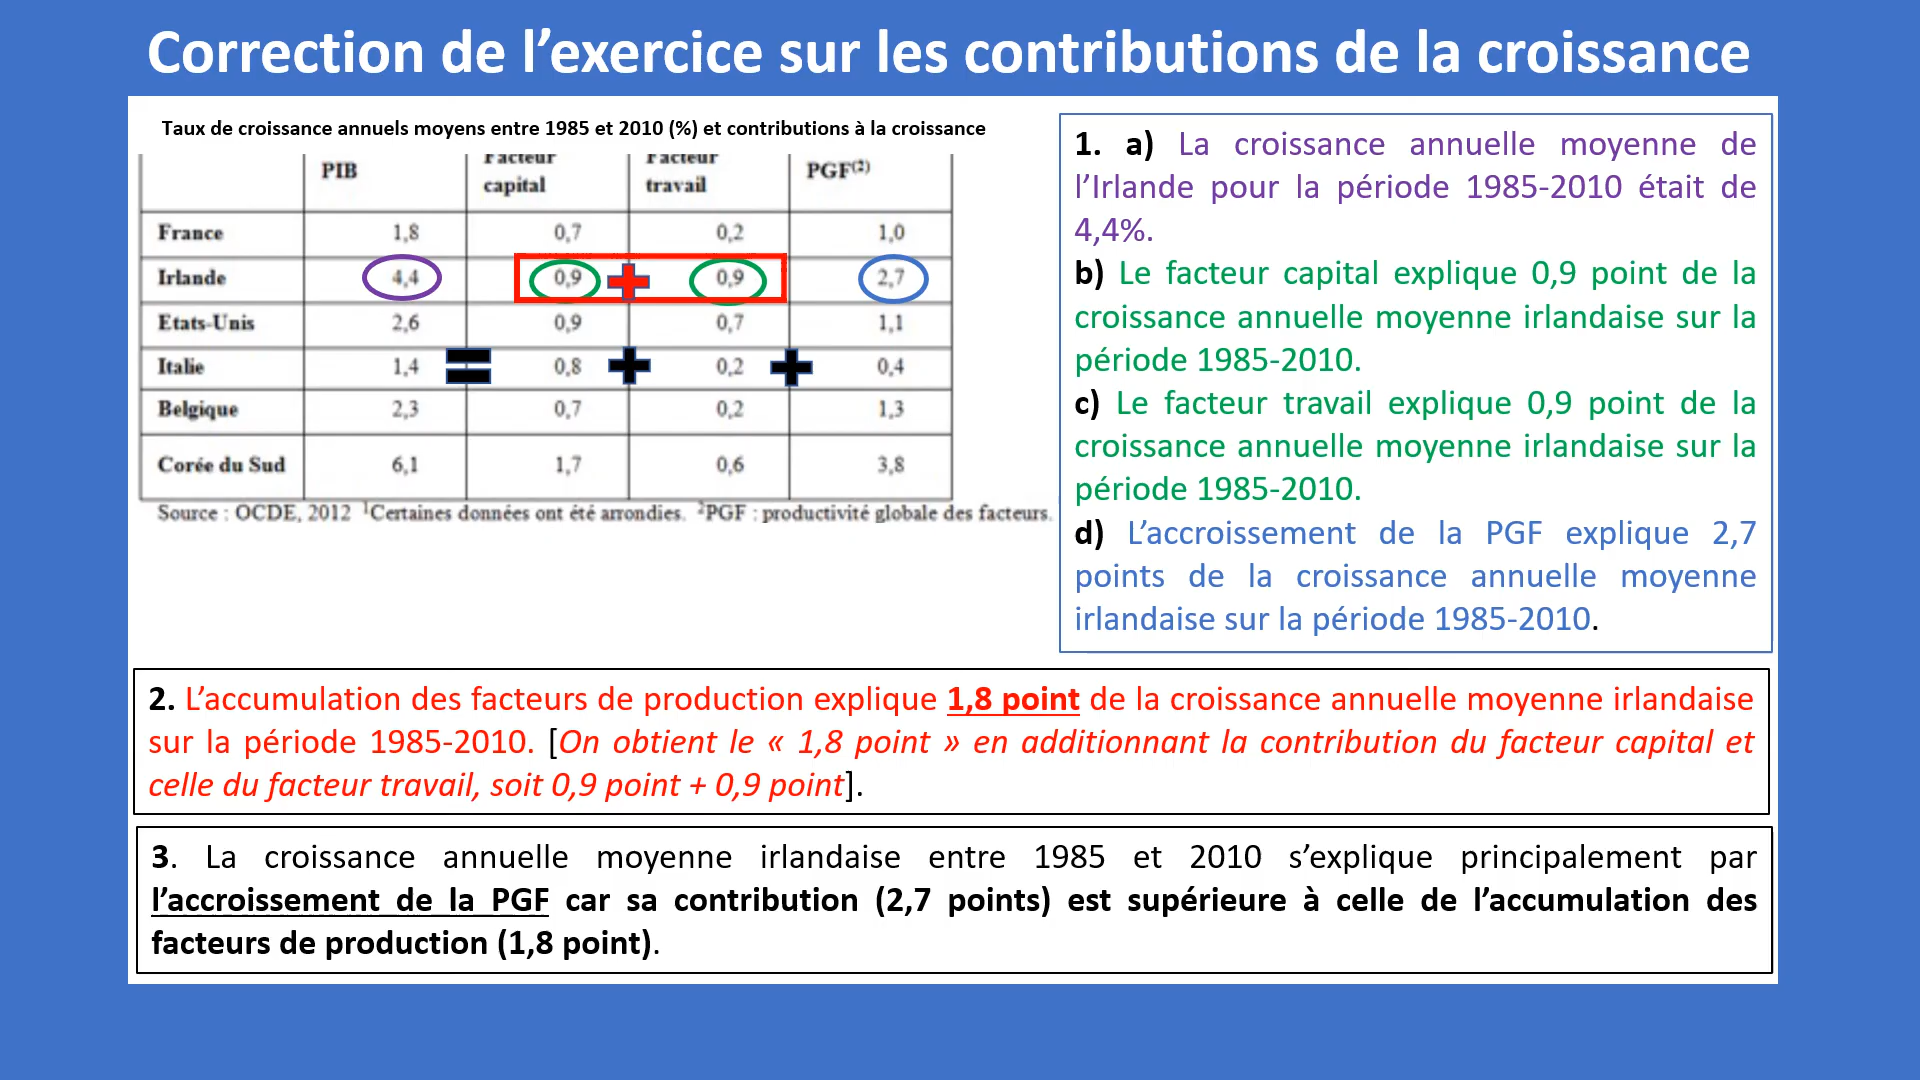 Correction de l’exercice sur les contributions de la croissance
Taux de croissance annuels moyens entre 1985 et 2010 (%) et contributions à la croissance
PIB Facteur capital Facteur travail PGF(2)
France 1,8 0,7 0,2 1,0
Irlande 4,4 0,9 0,9 2,7
Etats-Unis 2,6 0,9 0,7 1,1
Italie 1,4 0,8 0,2 0,4
Belgique 2,3 0,7 0,2 1,3
Corée du Sud 6,1 1,7 0,6 3,8
Source : OCDE, 2012 1Certaines données ont été arrondies. 2PGF : productivité globale des facteurs.
1. a) La croissance annuelle moyenne de
l’Irlande pour la période 1985-2010 était de
4,4%.
b) Le facteur capital explique 0,9 point de la
croissance annuelle moyenne irlandaise sur la
période 1985-2010.
c) Le facteur travail explique 0,9 point de la
croissance annuelle moyenne irlandaise sur la
période 1985-2010.
d) L’accroissement de la PGF explique 2,7
points de la croissance annuelle moyenne
irlandaise sur la période 1985-2010.
2. L’accumulation des facteurs de production explique 1,8 point de la croissance annuelle moyenne irlandaise
sur la période 1985-2010. [On obtient le « 1,8 point » en additionnant la contribution du facteur capital et
celle du facteur travail, soit 0,9 point + 0,9 point].
3. La croissance annuelle moyenne irlandaise entre 1985 et 2010 s’explique principalement par
l’accroissement de la PGF car sa contribution (2,7 points) est supérieure à celle de l’accumulation des
facteurs de production (1,8 point).